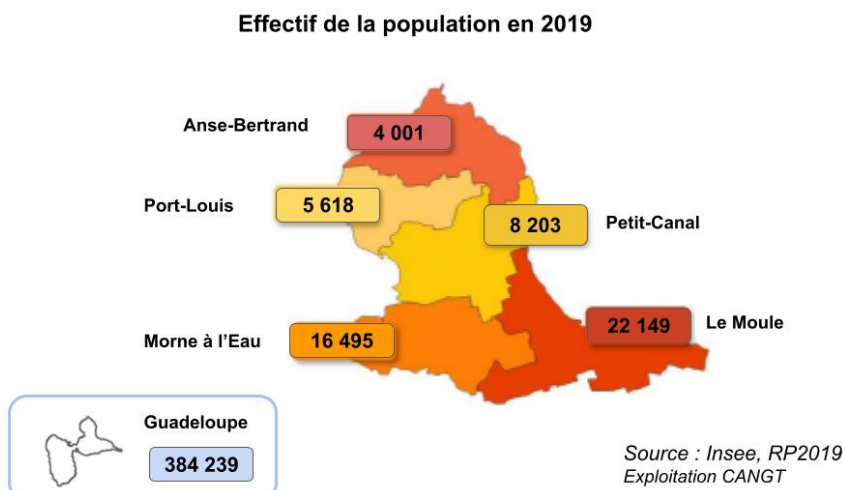 Effectif de la population en 2019
Anse-Bertrand
4 001
Port-Louis
5 618
8 203
Petit-Canal
Morne à l’Eau
16 495
22 149
Le Moule
Guadeloupe
384 239
Source : Insee, RP2019
Exploitation CANGT